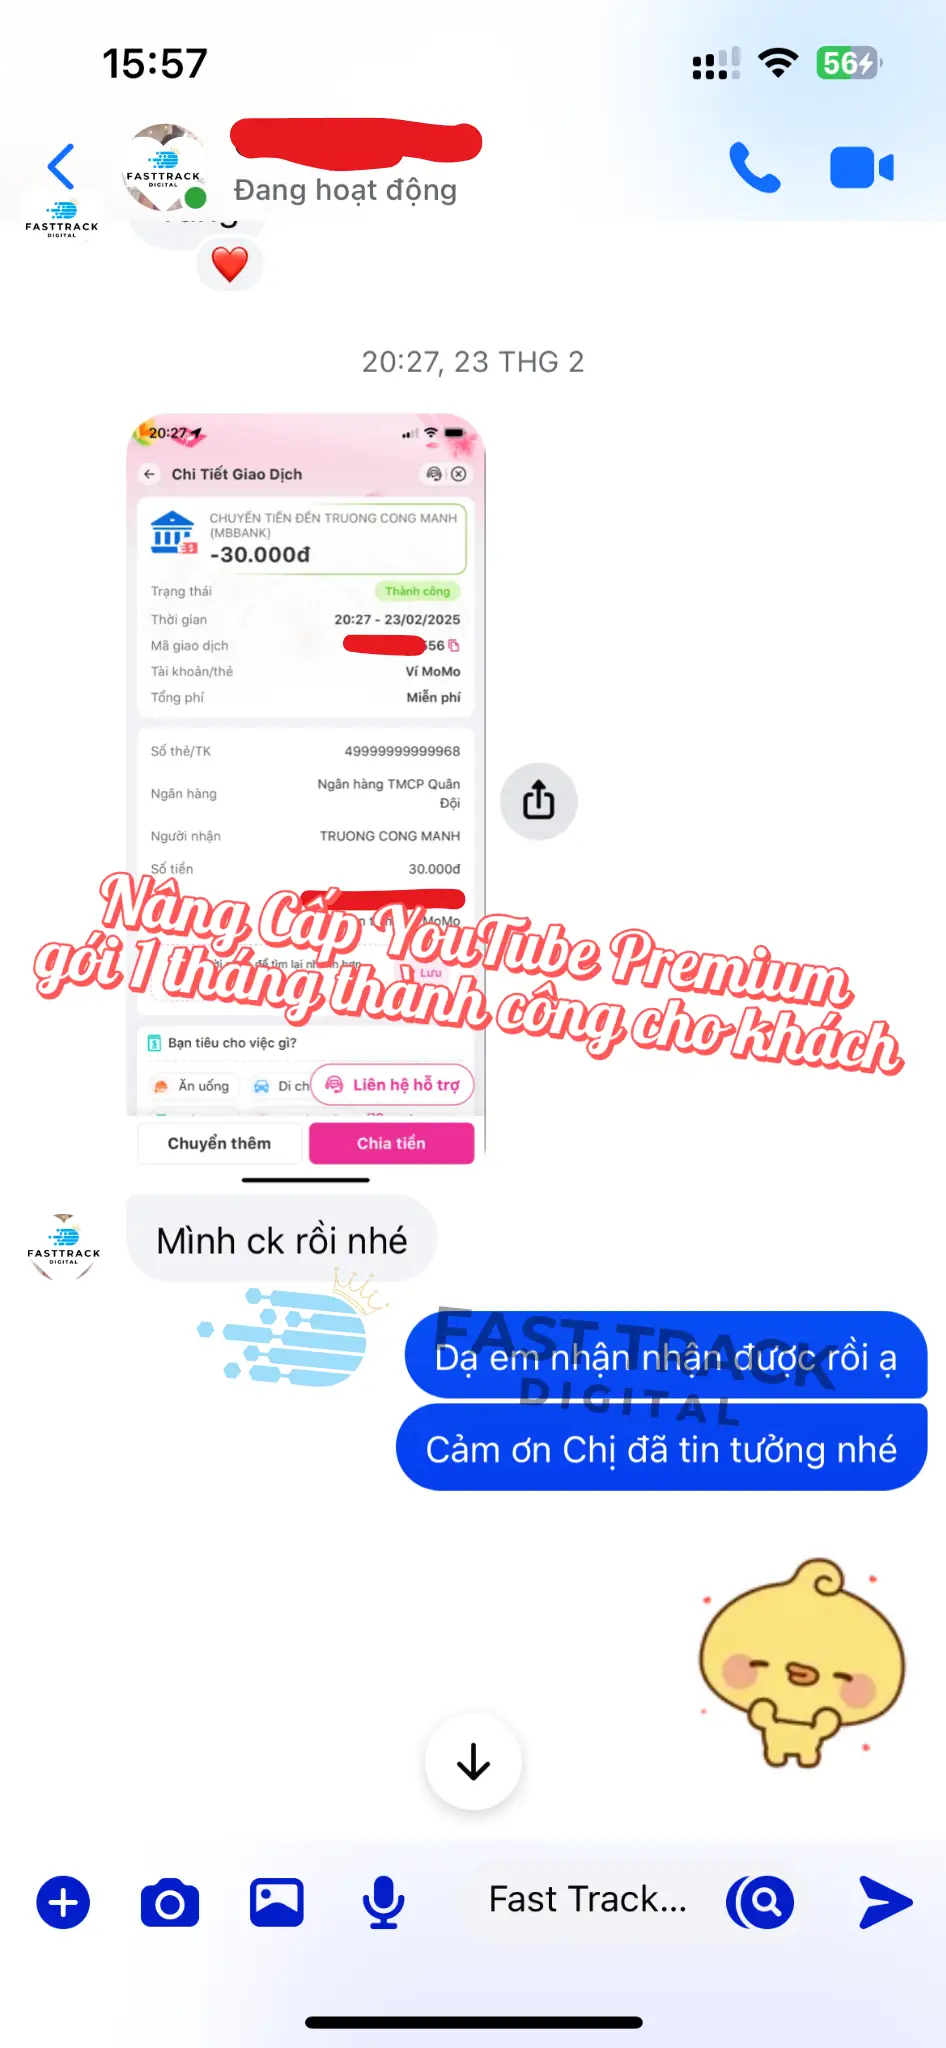 15:57
56
Đang hoạt động
FASTTRACK
DIGITAL
FASTTRACK
DIGITAL
20:27, 23 THG 2
20:27
Chi Tiết Giao Dịch
CHUYỂN TIỀN ĐẾN TRUONG CONG MANH
(MBBANK)
-30.000đ
Trạng thái Thành công
Thời gian 20:27 - 23/02/2025
Mã giao dịch 56
Tài khoản/thẻ Ví MoMo
Tổng phí Miễn phí
Số thẻ/TK 49999999999968
Ngân hàng Ngân hàng TMCP Quân
Đội
Người nhận TRUONG CONG MANH
Số tiền 30.000đ
MoMo
Nâng Cấp YouTube Premium
gói 1 tháng thành công cho khách
để tìm lại nhanh hơn
Lưu
Bạn tiêu cho việc gì?
Ăn uống Di ch Liên hệ hỗ trợ
Chuyển thêm Chia tiền
Mình ck rồi nhé
FASTTRACK
DIGITAL
FAST TRACK
DIGITAL
Dạ em nhận nhận được rồi ạ
Cảm ơn Chị đã tin tưởng nhé
Fast Track...